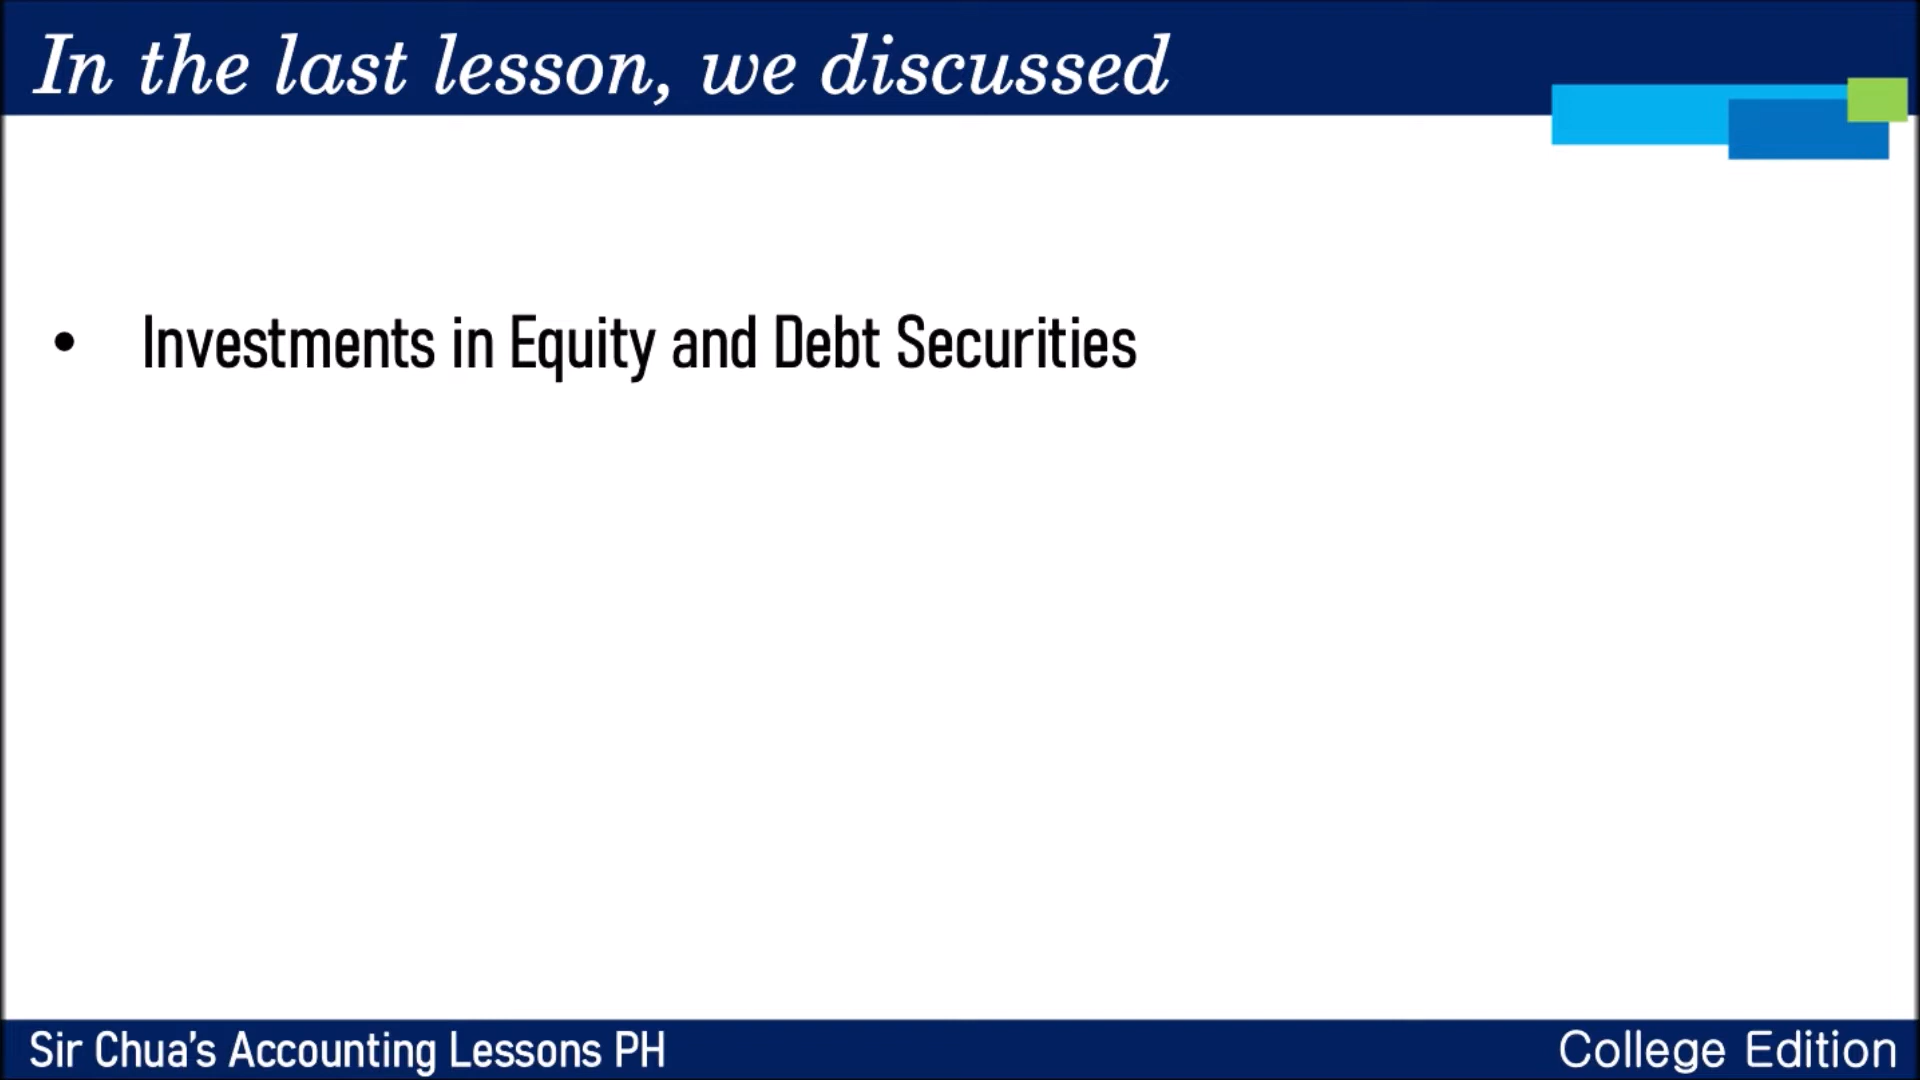 In the last lesson, we discussed
• Investments in Equity and Debt Securities
Sir Chua's Accounting Lessons PH
College Edition